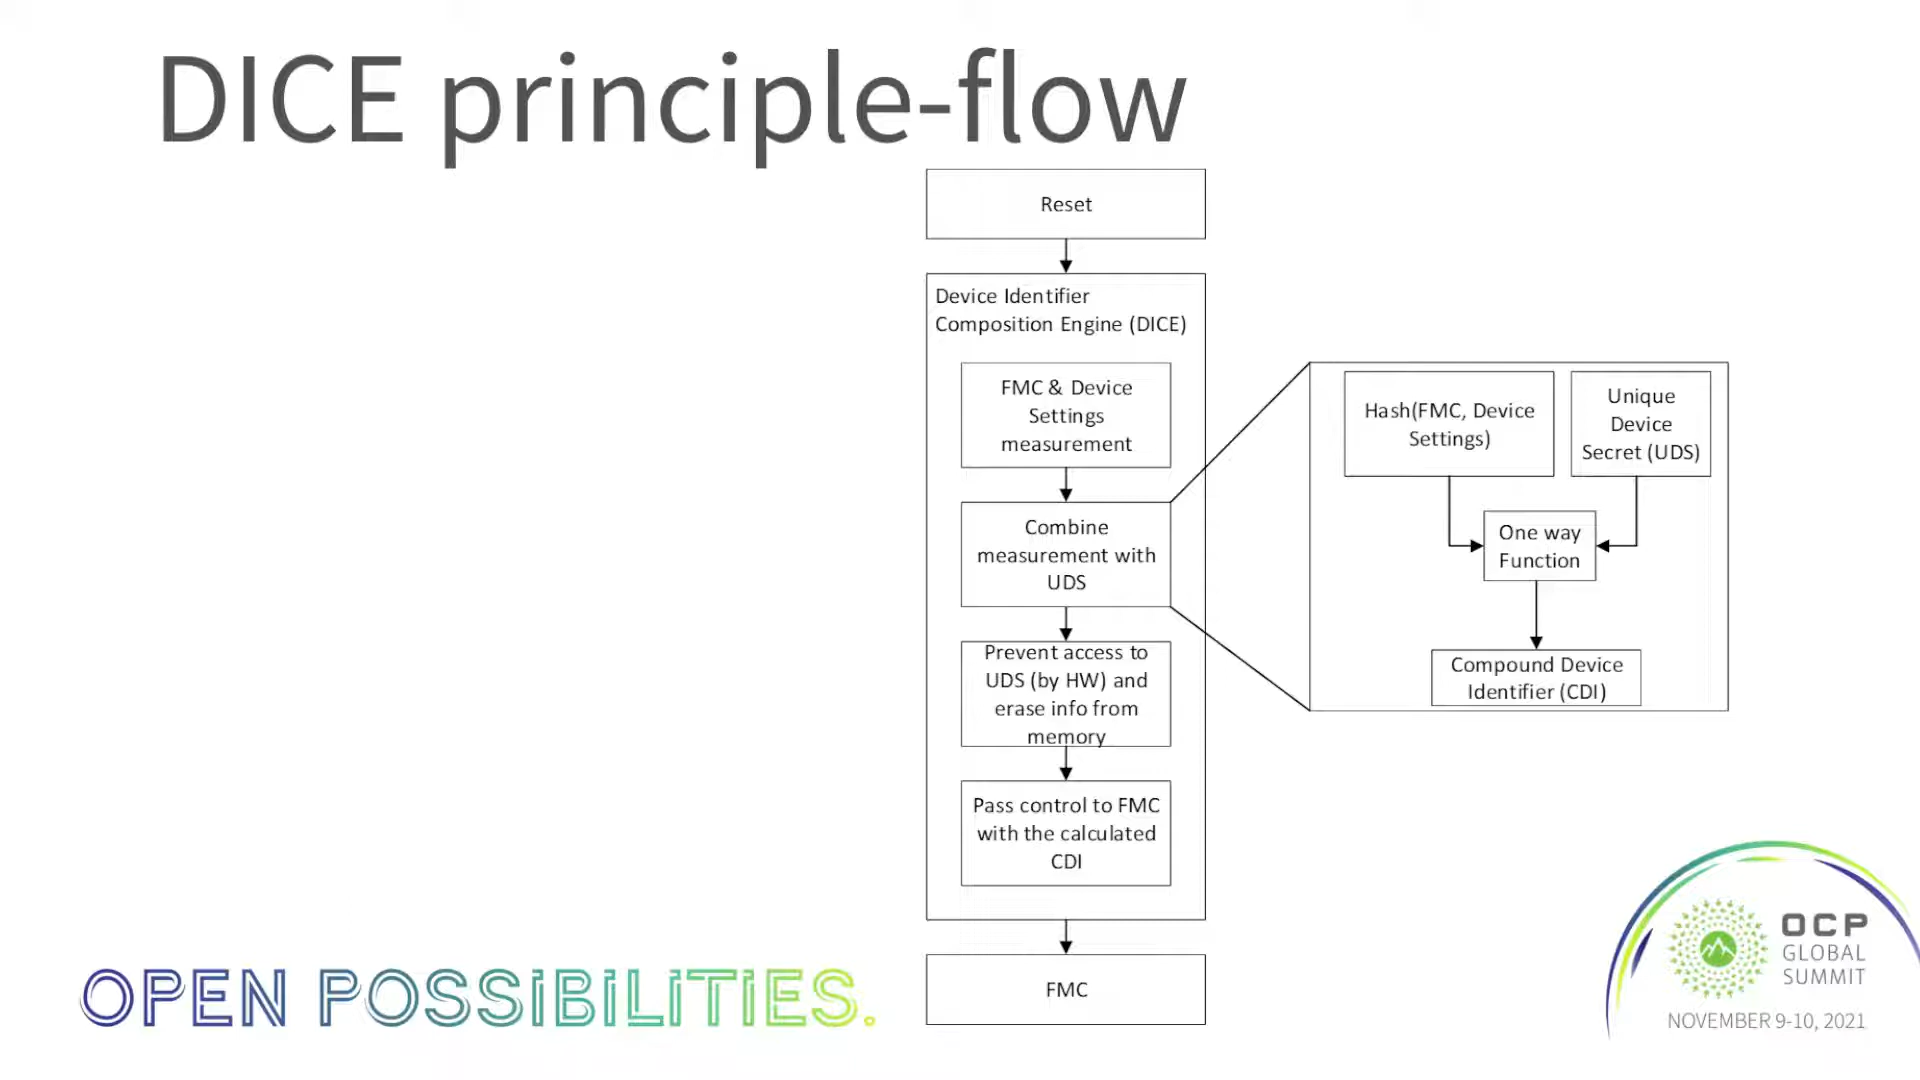 DICE principle-flow
Reset
Device Identifier
Composition Engine (DICE)
FMC & Device
Settings
measurement
Combine
measurement with
UDS
Prevent access to
UDS (by HW) and
erase info from
memory
Pass control to FMC
with the calculated
CDI
FMC
Hash(FMC, Device
Settings)
Unique
Device
Secret (UDS)
One way
Function
Compound Device
Identifier (CDI)
OPEN POSSIBILITIES.
OCP
GLOBAL
SUMMIT
NOVEMBER 9-10, 2021